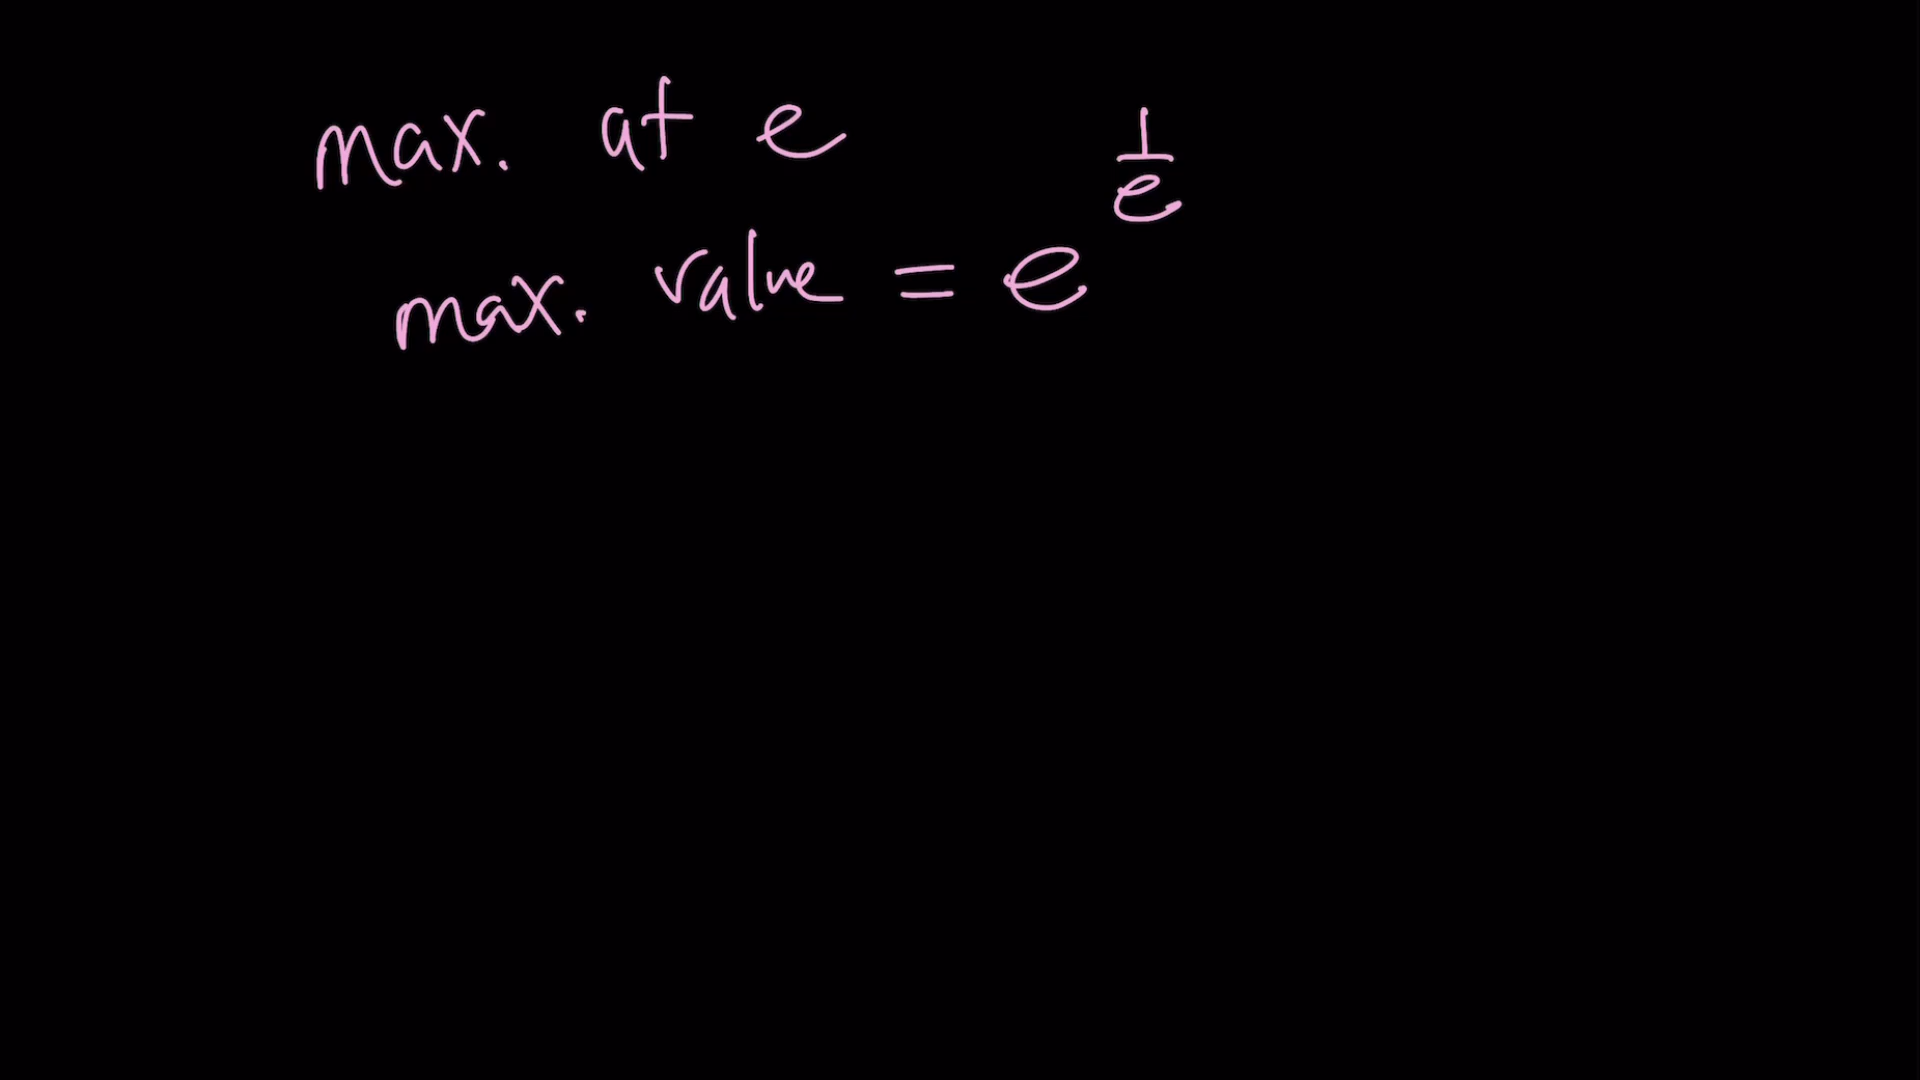 max. at e
max. value = e^(1/e)